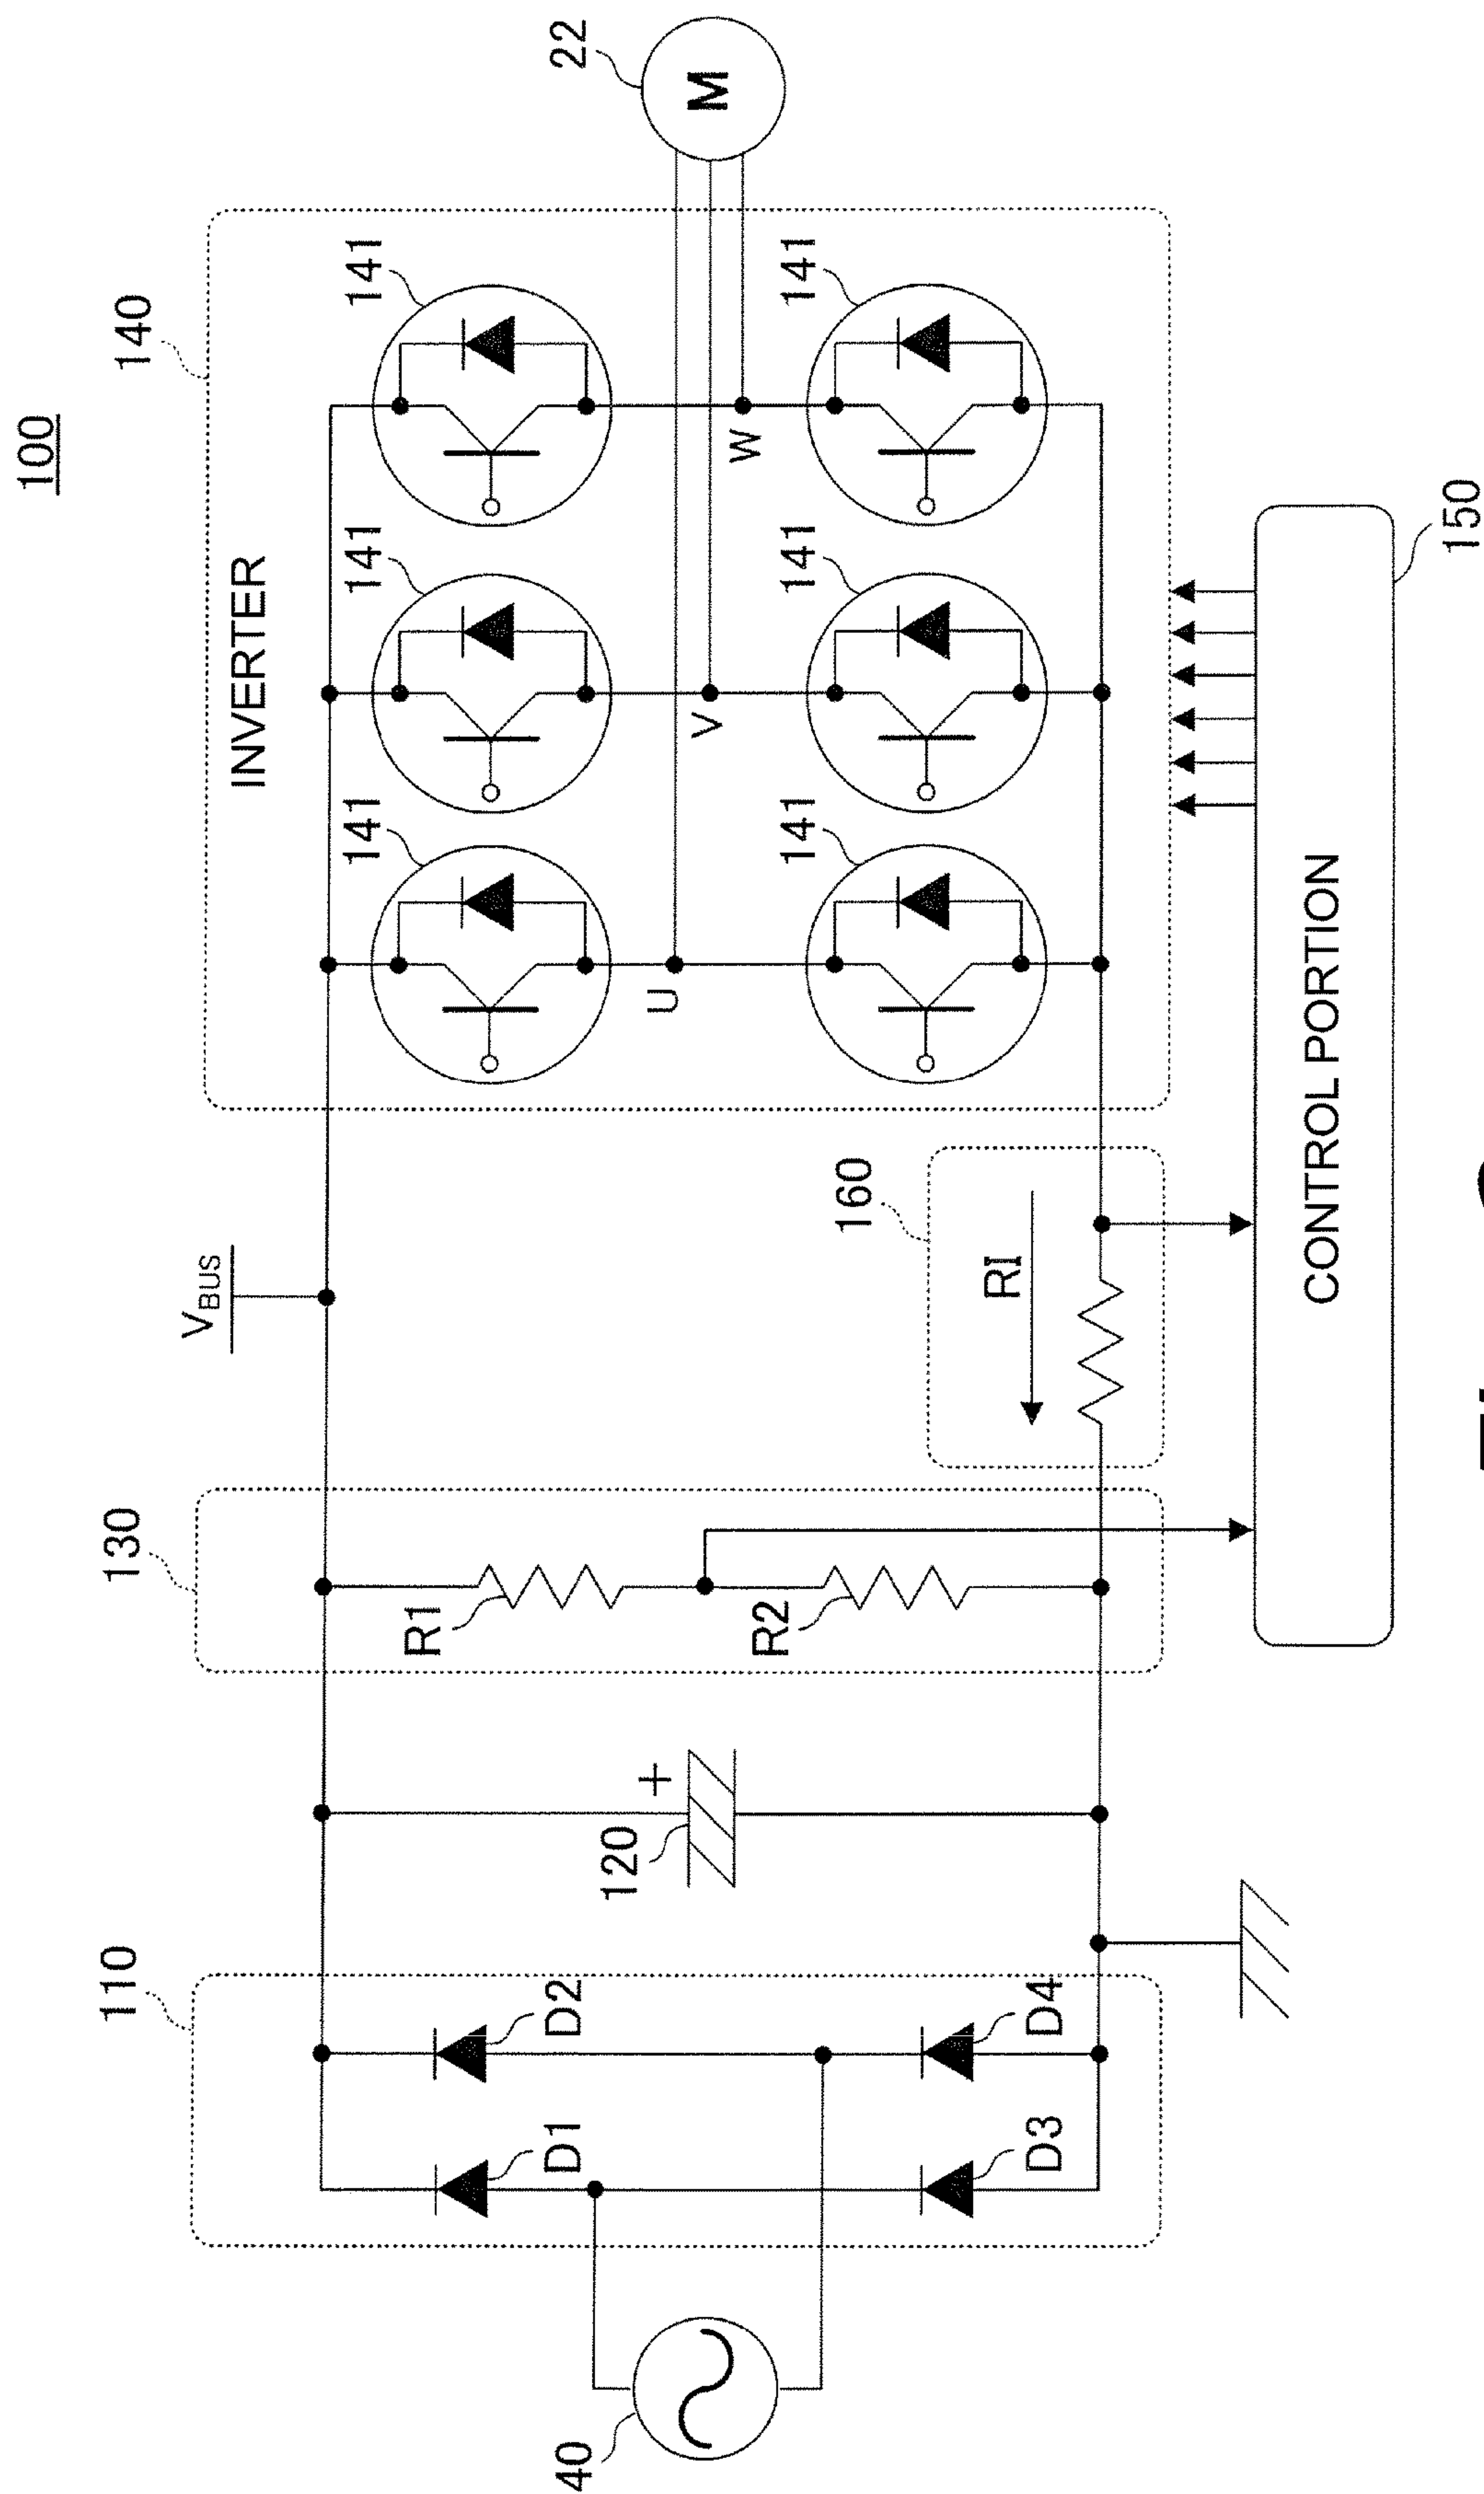 100
110
130
140
INVERTER
V_BUS
141
141
141
141
141
141
22
M
U
V
W
160
RI
R1
R2
120
+
D1
D2
D3
D4
40
CONTROL PORTION
150